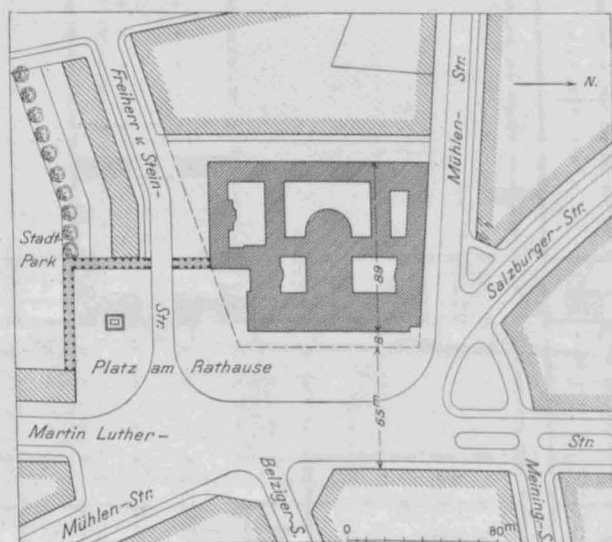 Freiherr v Stein-
Str.
Mühlen-
Str.
N.
Salzburger-Str.
Stadt-
Park
89
8
65m
Platz am Rathause
Martin Luther-
Str.
Mühlen-Str.
Belziger-S.
Meining-S.
0
80m